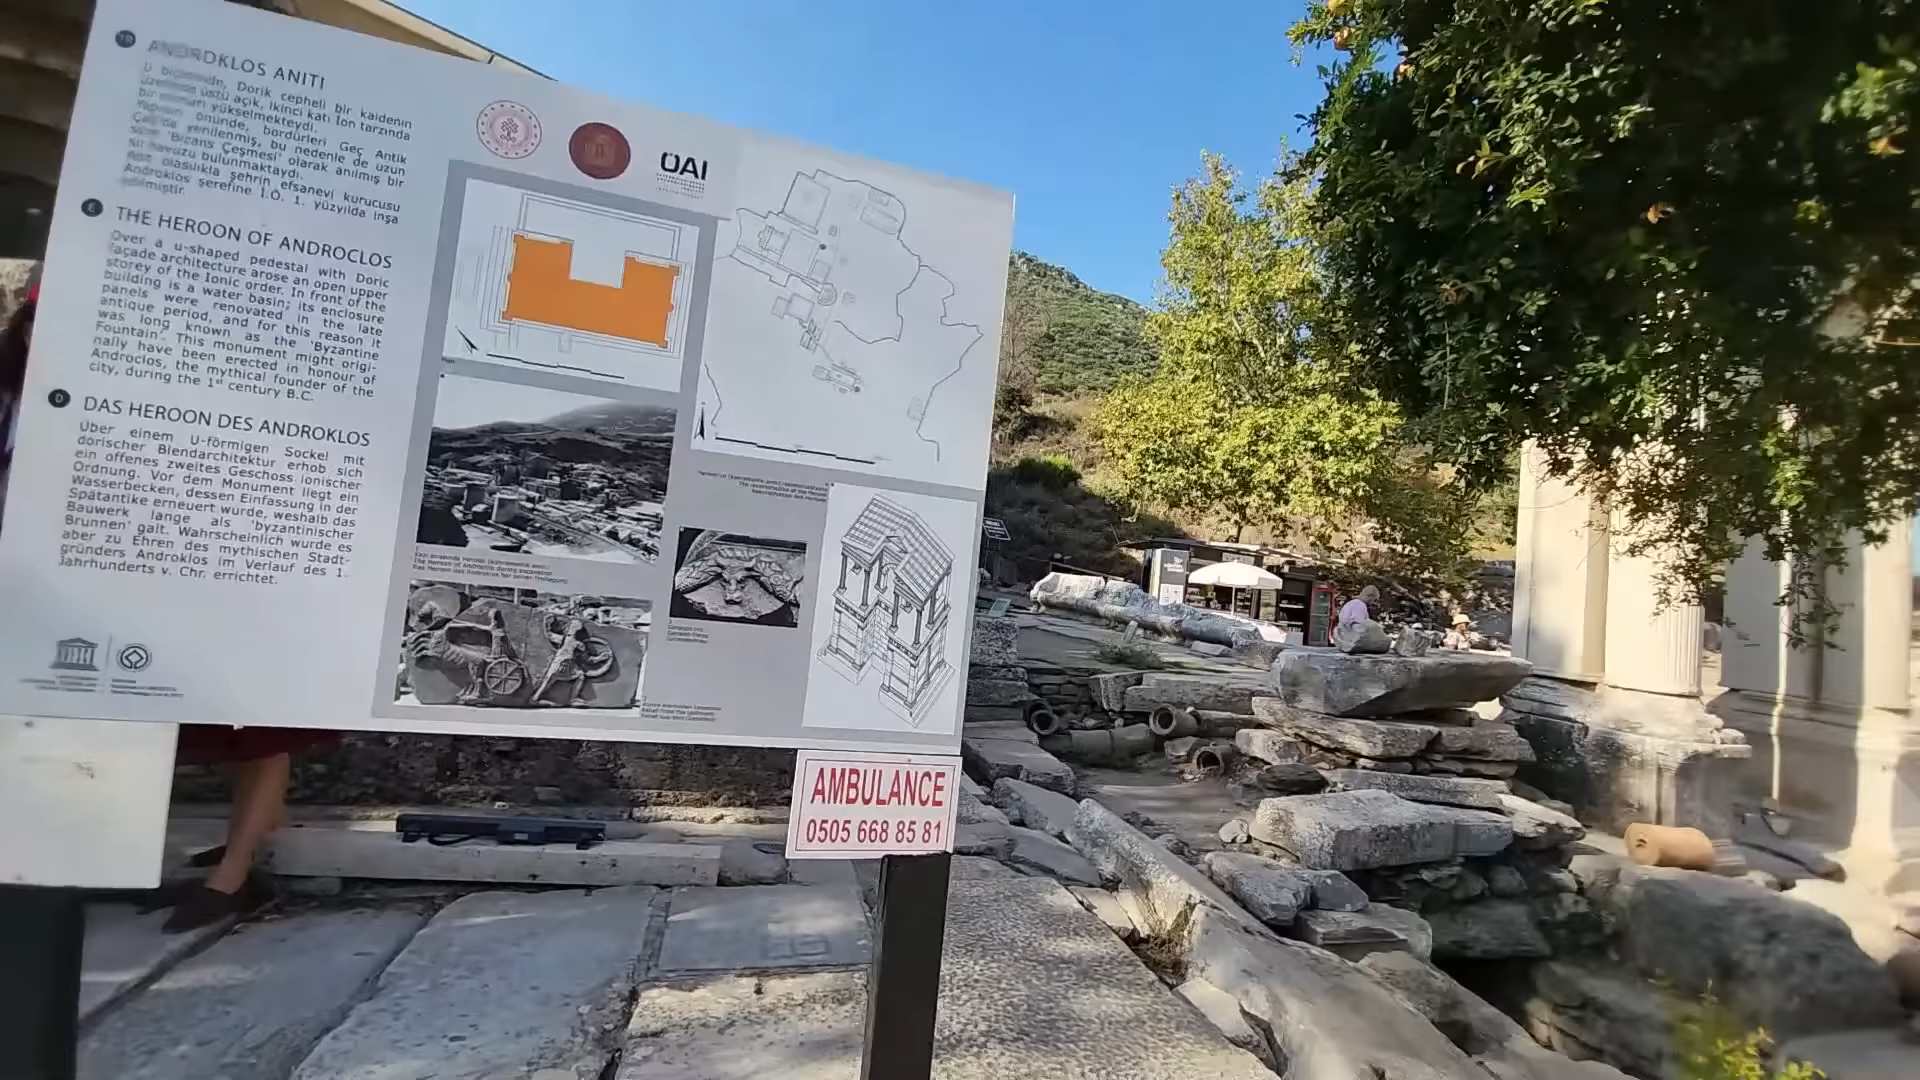 TR
ANDROKLOS ANITI
U biçiminde, Dorik cepheli bir kaidenin
üzerinde üstü açık, ikinci katı Ion tarzında
bir mimari yükselmekteydi.
Yapının önünde, bordürleri Geç Antik
Çağ'da yenilenmiş, bu nedenle de uzun
süre 'Bizans Çeşmesi' olarak anılmış bir
su havuzu bulunmaktaydı.
olasılıkla şehrin efsanevi kurucusu
Androklos şerefine İ.Ö. 1. yüzyılda inşa
edilmiştir.
E
THE HEROON OF ANDROCLOS
Over a u-shaped pedestal with Doric
façade architecture arose an open upper
storey of the Ionic order. In front of the
building is a water basin; its enclosure
panels were renovated in the late
antique period, and for this reason it
was long known as the 'Byzantine
Fountain'. This monument might origi-
nally have been erected in honour of
Androclos, the mythical founder of the
city, during the 1st century B.C.
D
DAS HEROON DES ANDROKLOS
Über einem U-förmigen Sockel mit
dorischer Blendarchitektur erhob sich
ein offenes zweites Geschoss ionischer
Ordnung. Vor dem Monument liegt ein
Wasserbecken, dessen Einfassung in der
Spätantike erneuert wurde, weshalb das
Bauwerk lange als 'byzantinischer
Brunnen' galt. Wahrscheinlich wurde es
aber zu Ehren des mythischen Stadt-
gründers Androklos im Verlauf des 1.
Jahrhunderts v. Chr. errichtet.
ÖAI
AMBULANCE
0505 668 85 81